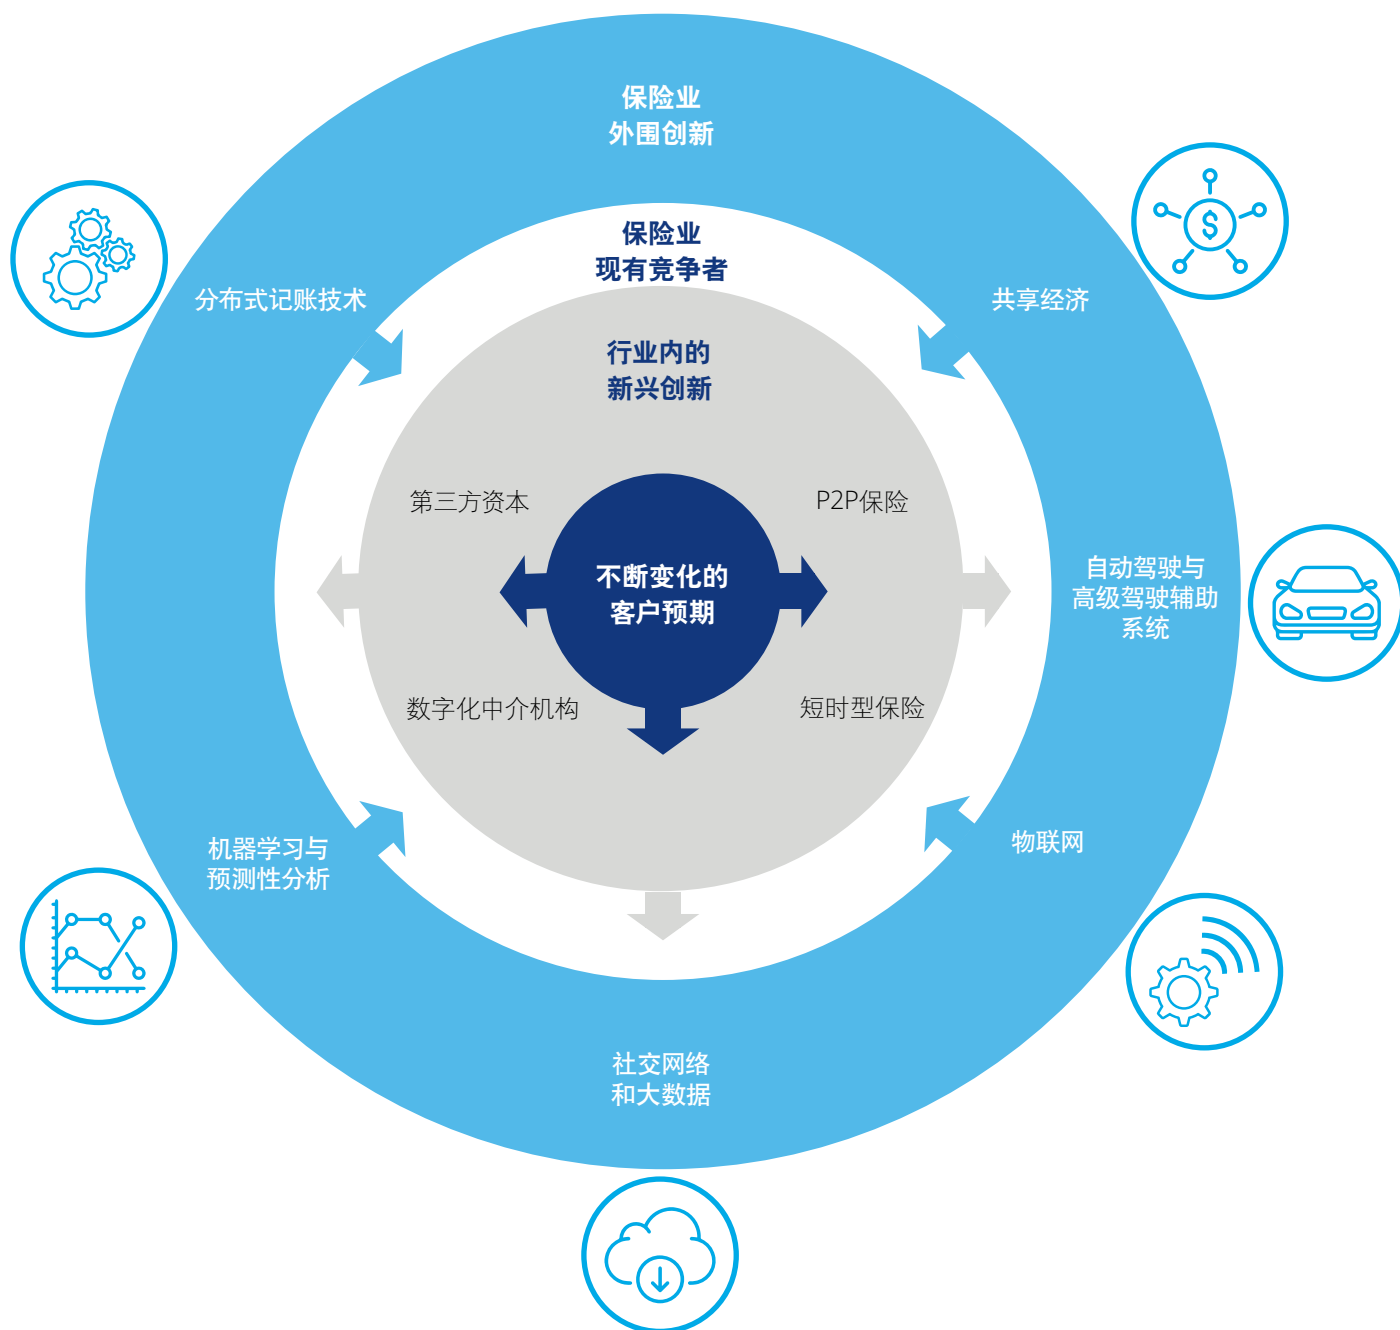 保险业
外围创新
保险业
现有竞争者
分布式记账技术
共享经济
行业内的
新兴创新
第三方资本
P2P保险
不断变化的
客户预期
自动驾驶与
高级驾驶辅助
系统
数字化中介机构
短时型保险
机器学习与
预测性分析
物联网
社交网络
和大数据
$